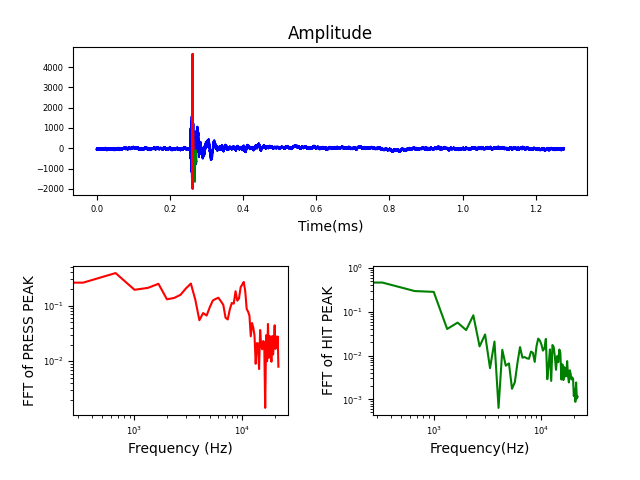 Amplitude
4000
3000
2000
1000
0
−1000
−2000
0.0 0.2 0.4 0.6 0.8 1.0 1.2
Time(ms)
FFT of PRESS PEAK
10⁻¹
10⁻²
10³ 10⁴
Frequency (Hz)
FFT of HIT PEAK
10⁰
10⁻¹
10⁻²
10⁻³
10³ 10⁴
Frequency(Hz)